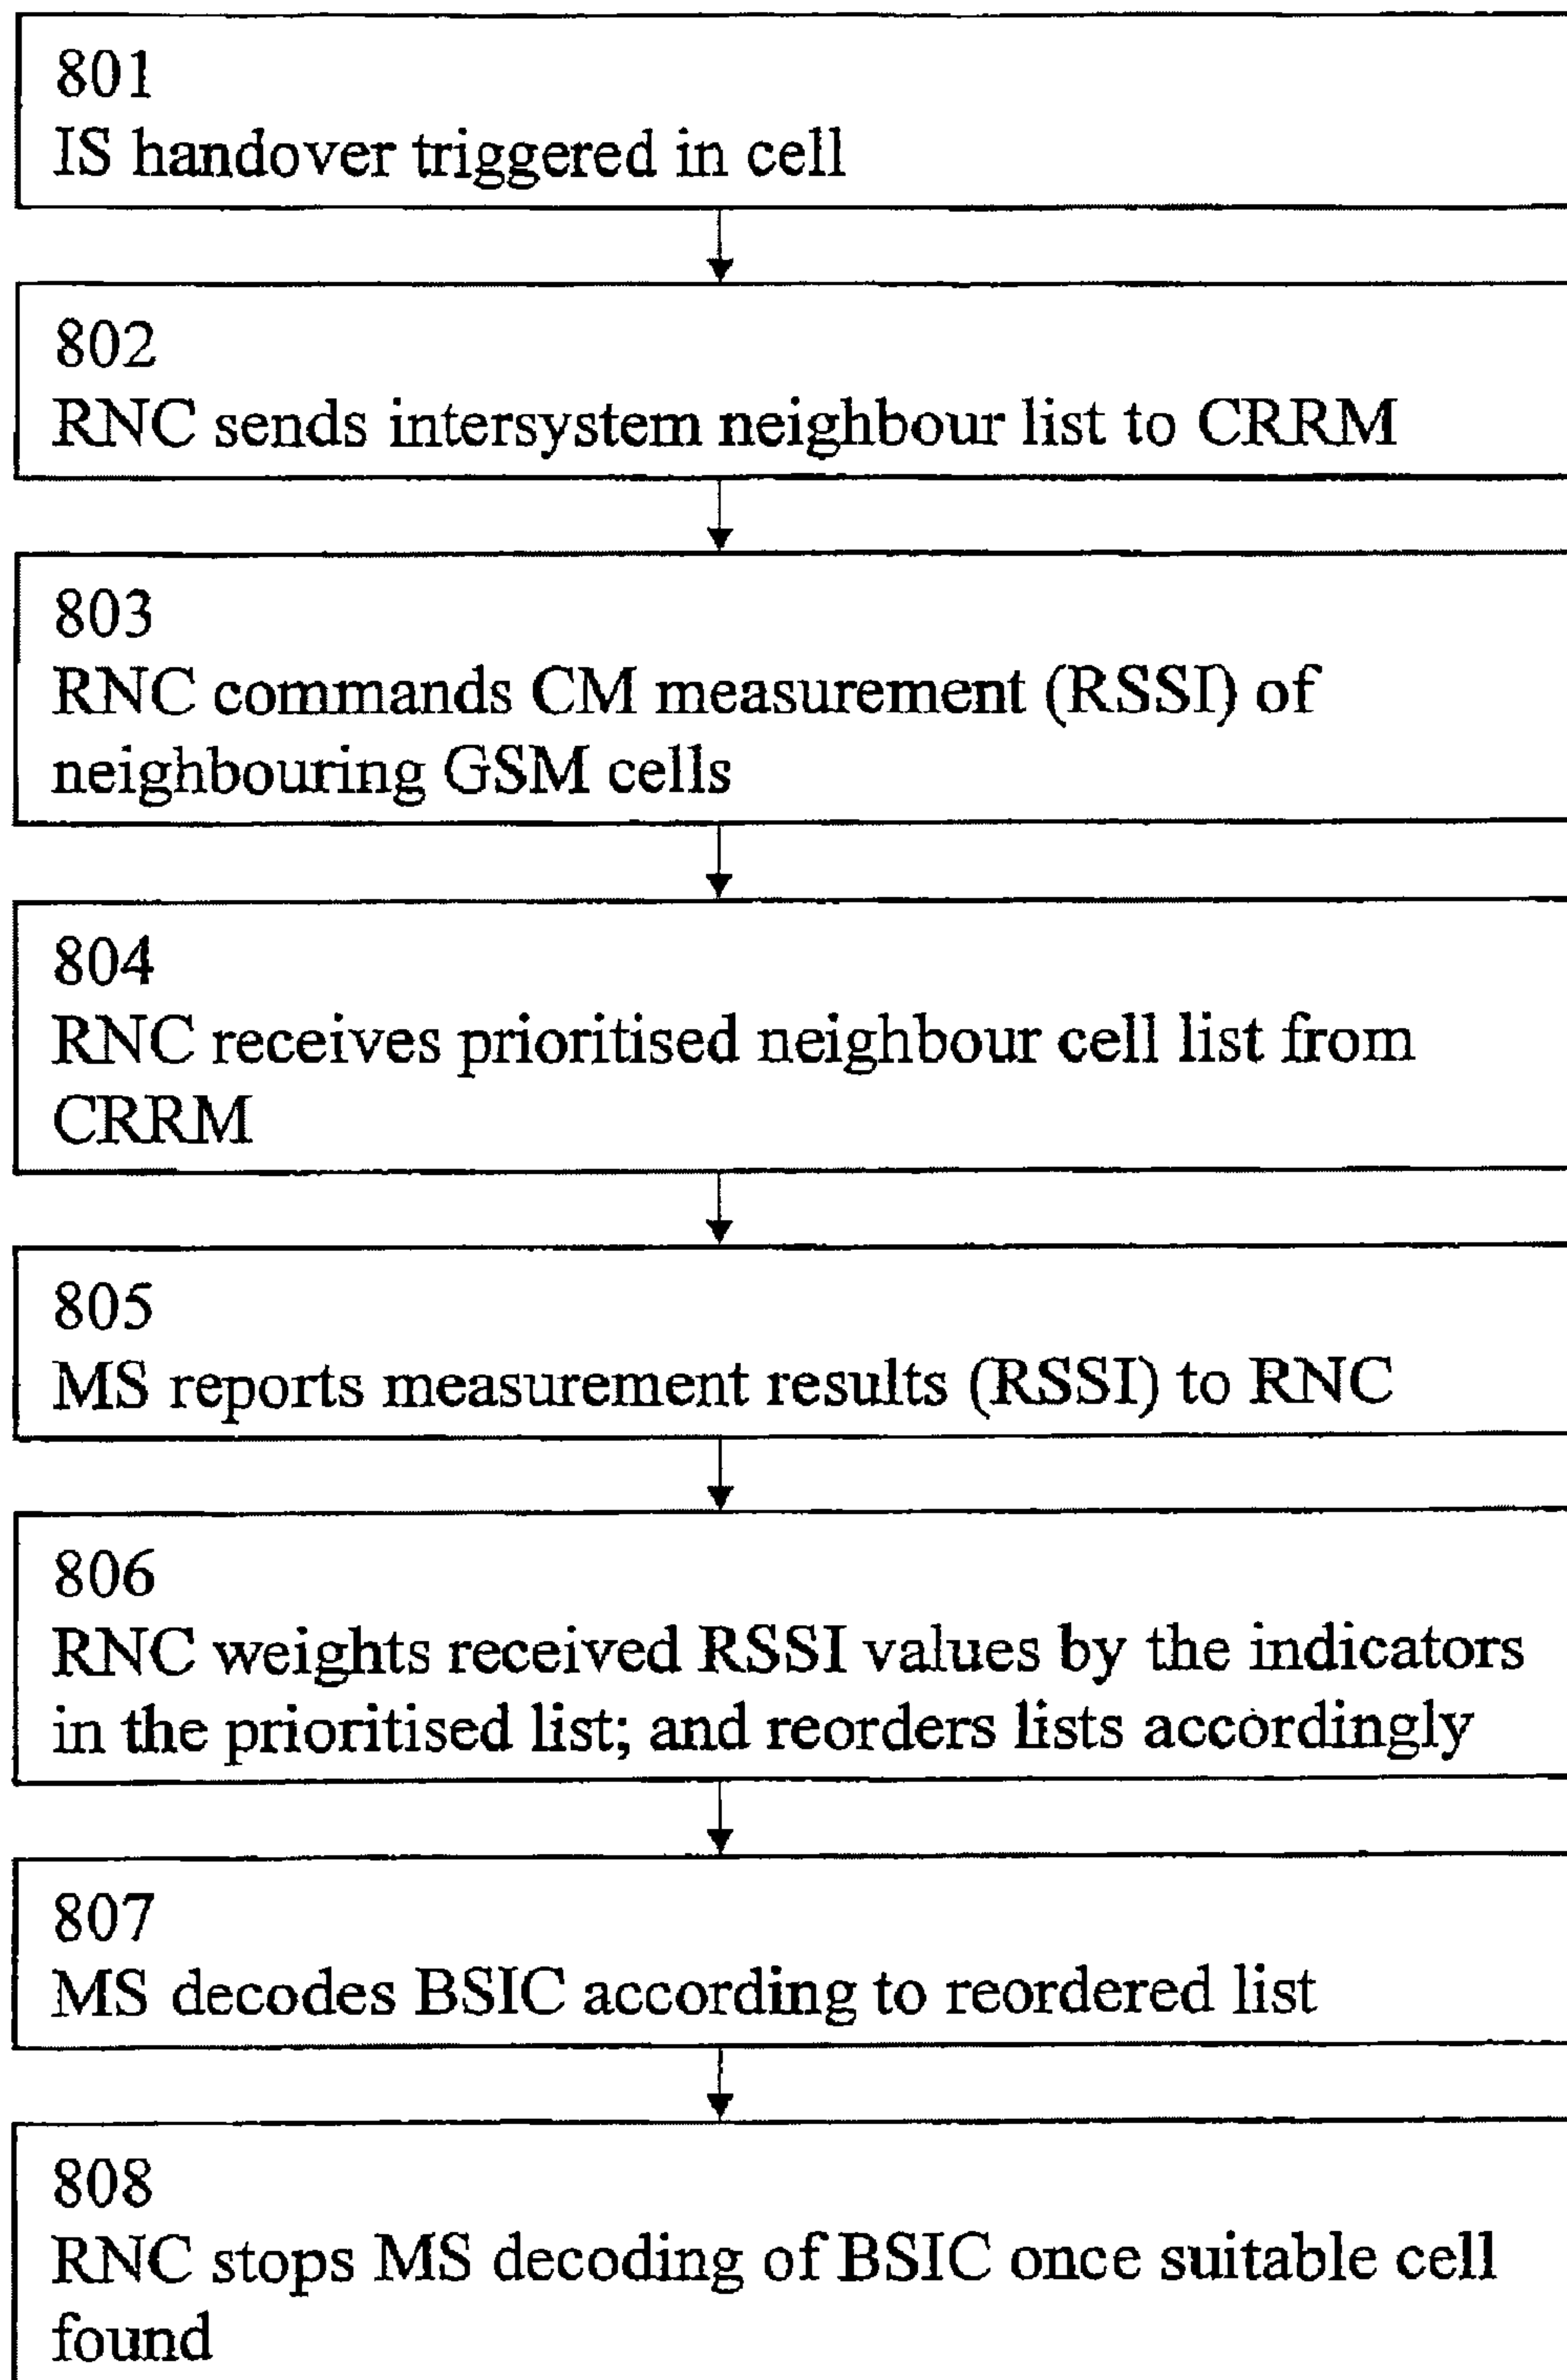 801
IS handover triggered in cell
802
RNC sends intersystem neighbour list to CRRM
803
RNC commands CM measurement (RSSI) of
neighbouring GSM cells
804
RNC receives prioritised neighbour cell list from
CRRM
805
MS reports measurement results (RSSI) to RNC
806
RNC weights received RSSI values by the indicators
in the prioritised list; and reorders lists accordingly
807
MS decodes BSIC according to reordered list
808
RNC stops MS decoding of BSIC once suitable cell
found